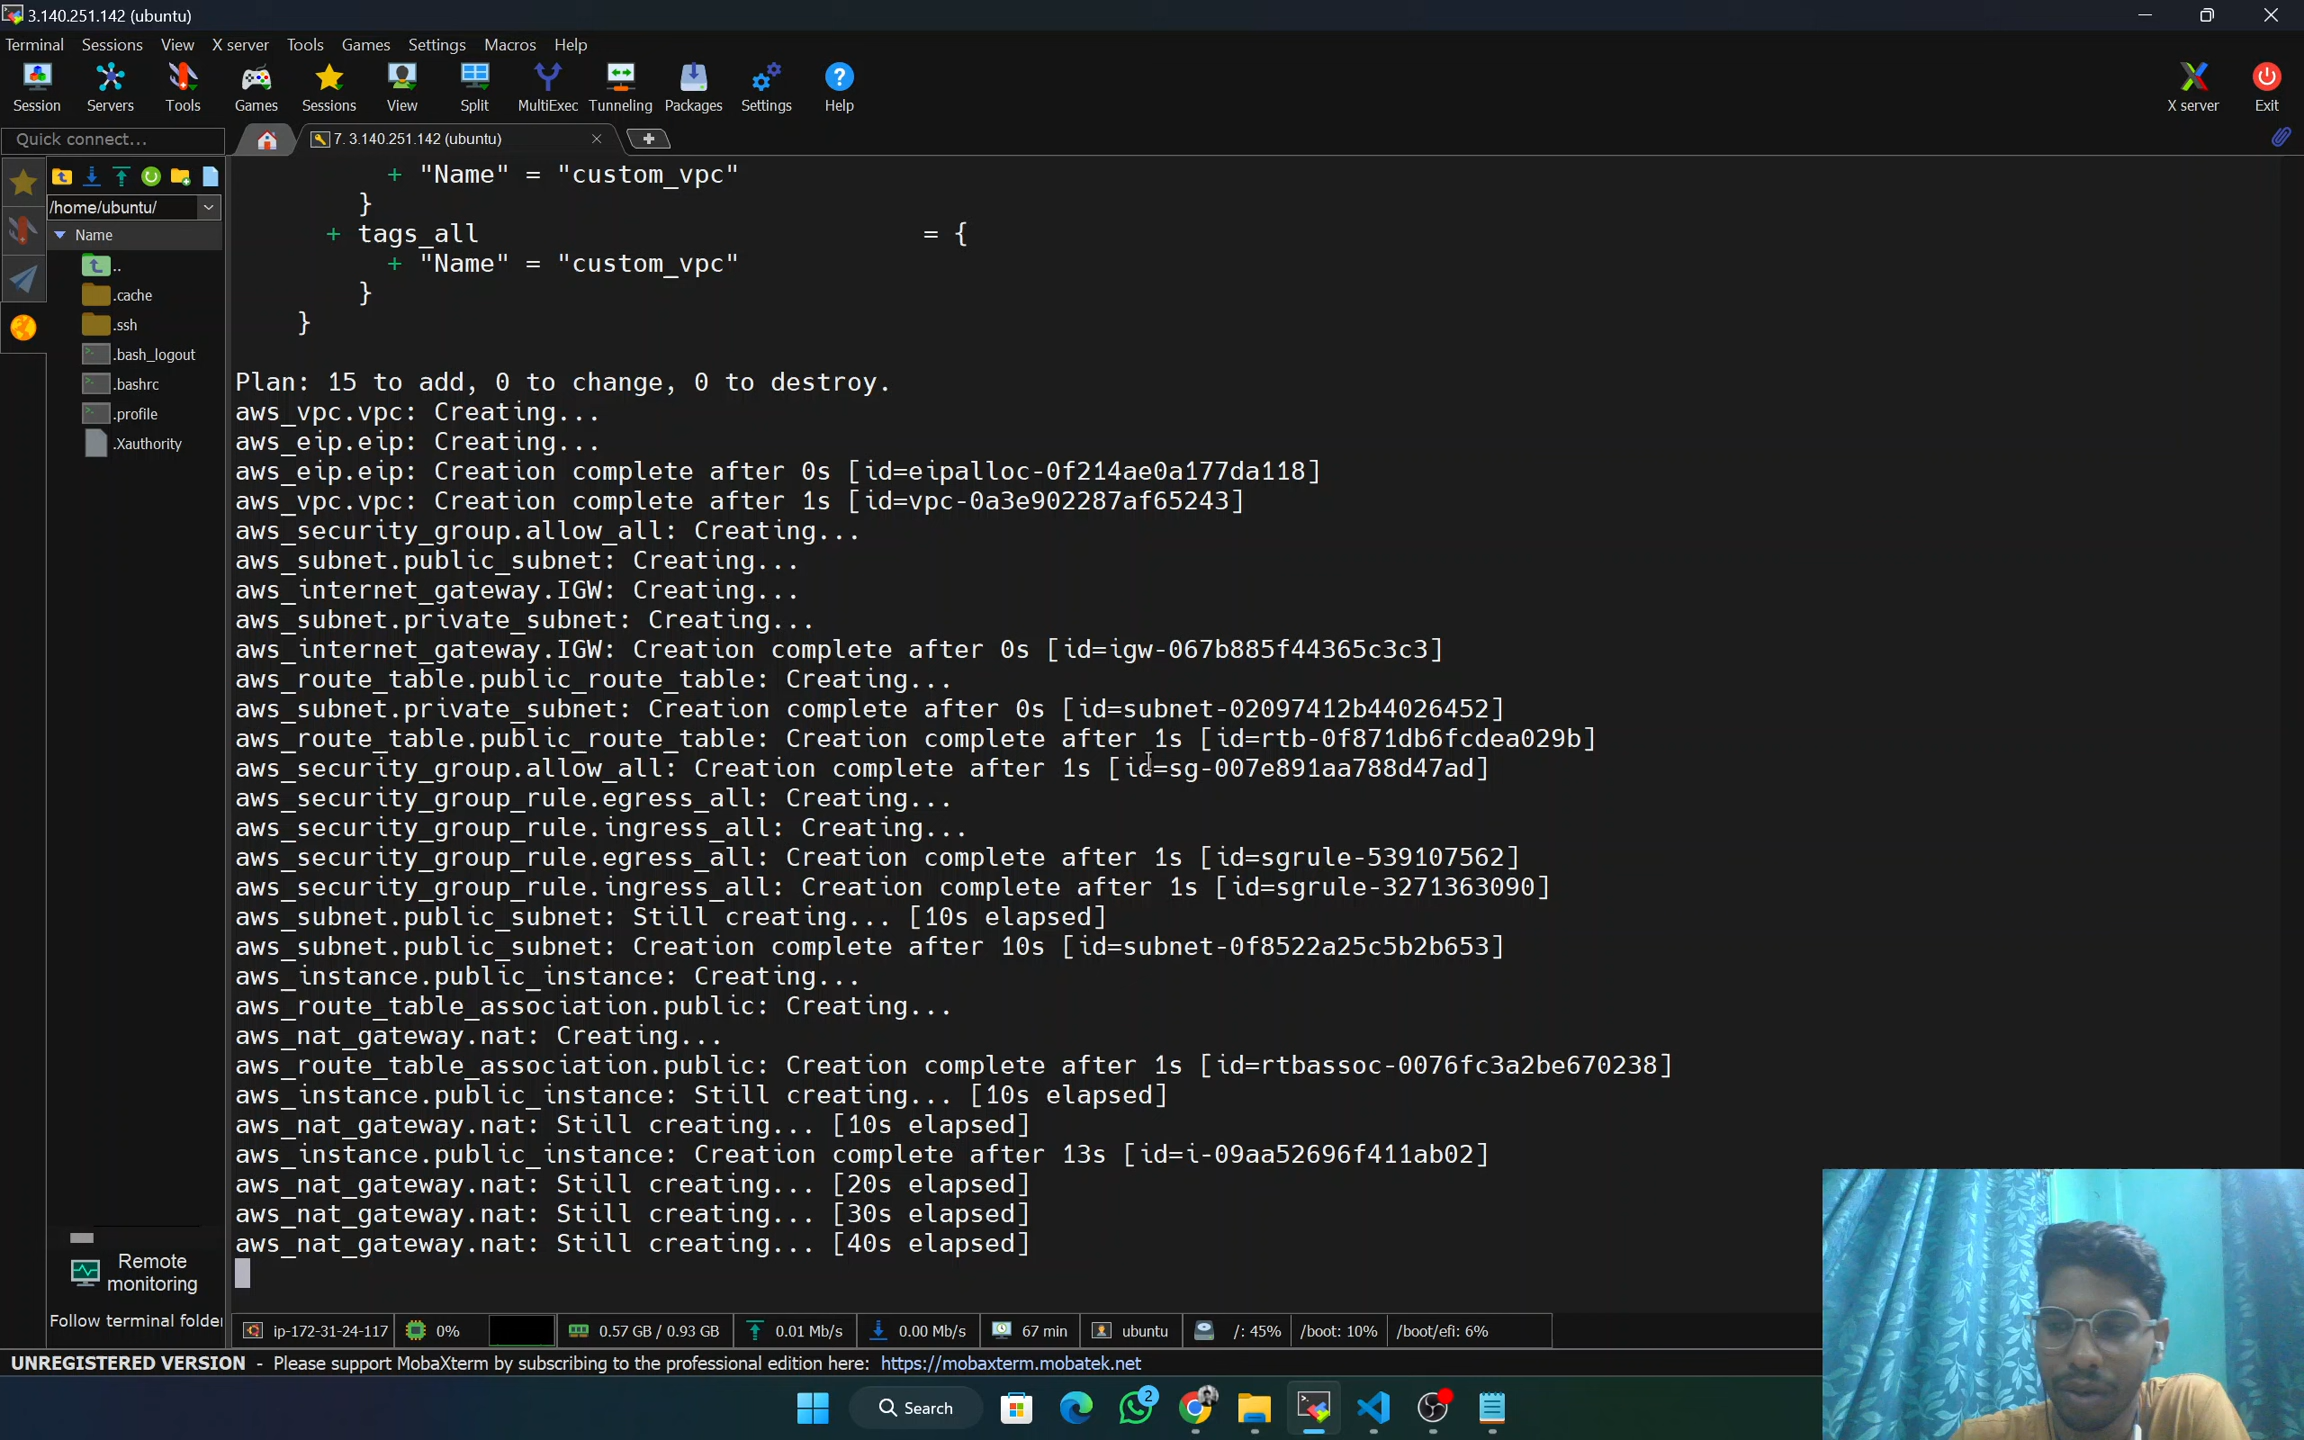 3.140.251.142 (ubuntu)
Terminal Sessions View X server Tools Games Settings Macros Help
Session Servers Tools Games Sessions View Split MultiExec Tunneling Packages Settings Help X server Exit
Quick connect...
7. 3.140.251.142 (ubuntu)
/home/ubuntu/
Name
..
.cache
.ssh
.bash_logout
.bashrc
.profile
.Xauthority
Remote
monitoring
Follow terminal folder
+ "Name" = "custom_vpc"
}
+ tags_all = {
+ "Name" = "custom_vpc"
}
}
Plan: 15 to add, 0 to change, 0 to destroy.
aws_vpc.vpc: Creating...
aws_eip.eip: Creating...
aws_eip.eip: Creation complete after 0s [id=eipalloc-0f214ae0a177da118]
aws_vpc.vpc: Creation complete after 1s [id=vpc-0a3e902287af65243]
aws_security_group.allow_all: Creating...
aws_subnet.public_subnet: Creating...
aws_internet_gateway.IGW: Creating...
aws_subnet.private_subnet: Creating...
aws_internet_gateway.IGW: Creation complete after 0s [id=igw-067b885f44365c3c3]
aws_route_table.public_route_table: Creating...
aws_subnet.private_subnet: Creation complete after 0s [id=subnet-02097412b44026452]
aws_route_table.public_route_table: Creation complete after 1s [id=rtb-0f871db6fcdea029b]
aws_security_group.allow_all: Creation complete after 1s [id=sg-007e891aa788d47ad]
aws_security_group_rule.egress_all: Creating...
aws_security_group_rule.ingress_all: Creating...
aws_security_group_rule.egress_all: Creation complete after 1s [id=sgrule-539107562]
aws_security_group_rule.ingress_all: Creation complete after 1s [id=sgrule-3271363090]
aws_subnet.public_subnet: Still creating... [10s elapsed]
aws_subnet.public_subnet: Creation complete after 10s [id=subnet-0f8522a25c5b2b653]
aws_instance.public_instance: Creating...
aws_route_table_association.public: Creating...
aws_nat_gateway.nat: Creating...
aws_route_table_association.public: Creation complete after 1s [id=rtbassoc-0076fc3a2be670238]
aws_instance.public_instance: Still creating... [10s elapsed]
aws_nat_gateway.nat: Still creating... [10s elapsed]
aws_instance.public_instance: Creation complete after 13s [id=i-09aa52696f411ab02]
aws_nat_gateway.nat: Still creating... [20s elapsed]
aws_nat_gateway.nat: Still creating... [30s elapsed]
aws_nat_gateway.nat: Still creating... [40s elapsed]
ip-172-31-24-117 0% 0.57 GB / 0.93 GB 0.01 Mb/s 0.00 Mb/s 67 min ubuntu /: 45% /boot: 10% /boot/efi: 6%
UNREGISTERED VERSION - Please support MobaXterm by subscribing to the professional edition here: https://mobaxterm.mobatek.net
Search
2